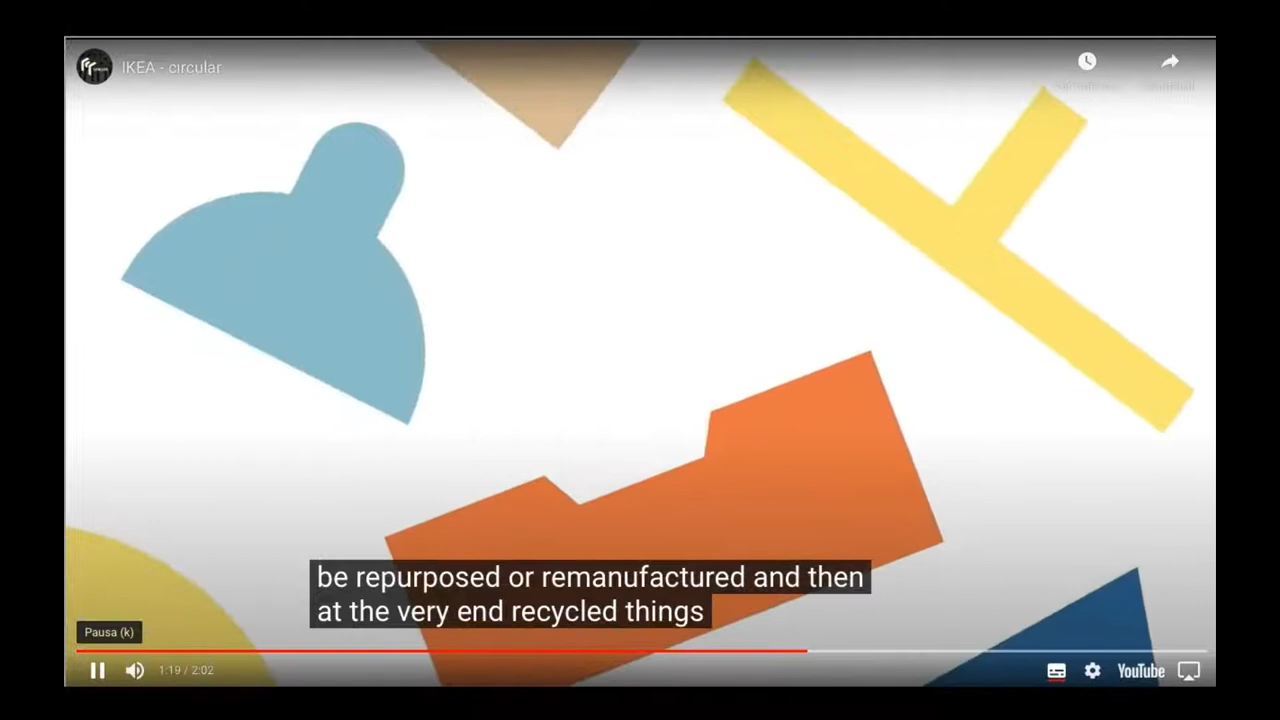 IKEA - circular
be repurposed or remanufactured and then
at the very end recycled things
Pausa (k)
1:19 / 2:02
YouTube